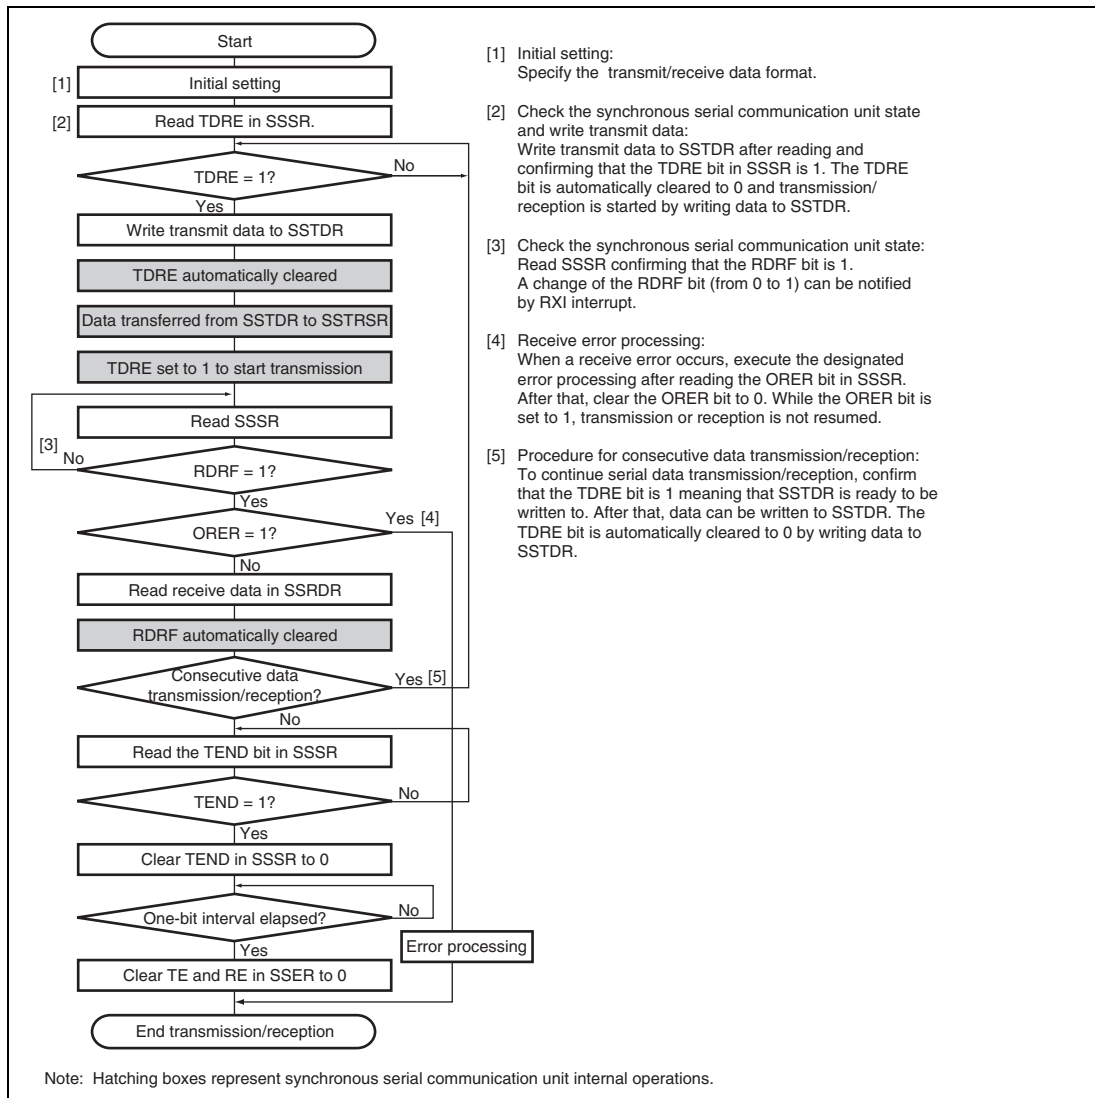 Start
[1] Initial setting
[2] Read TDRE in SSSR.
TDRE = 1?
No
Yes
Write transmit data to SSTDR
TDRE automatically cleared
Data transferred from SSTDR to SSTRSR
TDRE set to 1 to start transmission
Read SSSR
[3]
No
RDRF = 1?
Yes
Yes [4]
ORER = 1?
No
Read receive data in SSRDR
RDRF automatically cleared
Consecutive data
transmission/reception?
Yes [5]
No
Read the TEND bit in SSSR
TEND = 1?
No
Yes
Clear TEND in SSSR to 0
One-bit interval elapsed?
No
Yes
Error processing
Clear TE and RE in SSER to 0
End transmission/reception
[1] Initial setting:
Specify the transmit/receive data format.
[2] Check the synchronous serial communication unit state
and write transmit data:
Write transmit data to SSTDR after reading and
confirming that the TDRE bit in SSSR is 1. The TDRE
bit is automatically cleared to 0 and transmission/
reception is started by writing data to SSTDR.
[3] Check the synchronous serial communication unit state:
Read SSSR confirming that the RDRF bit is 1.
A change of the RDRF bit (from 0 to 1) can be notified
by RXI interrupt.
[4] Receive error processing:
When a receive error occurs, execute the designated
error processing after reading the ORER bit in SSSR.
After that, clear the ORER bit to 0. While the ORER bit is
set to 1, transmission or reception is not resumed.
[5] Procedure for consecutive data transmission/reception:
To continue serial data transmission/reception, confirm
that the TDRE bit is 1 meaning that SSTDR is ready to be
written to. After that, data can be written to SSTDR. The
TDRE bit is automatically cleared to 0 by writing data to
SSTDR.
Note: Hatching boxes represent synchronous serial communication unit internal operations.